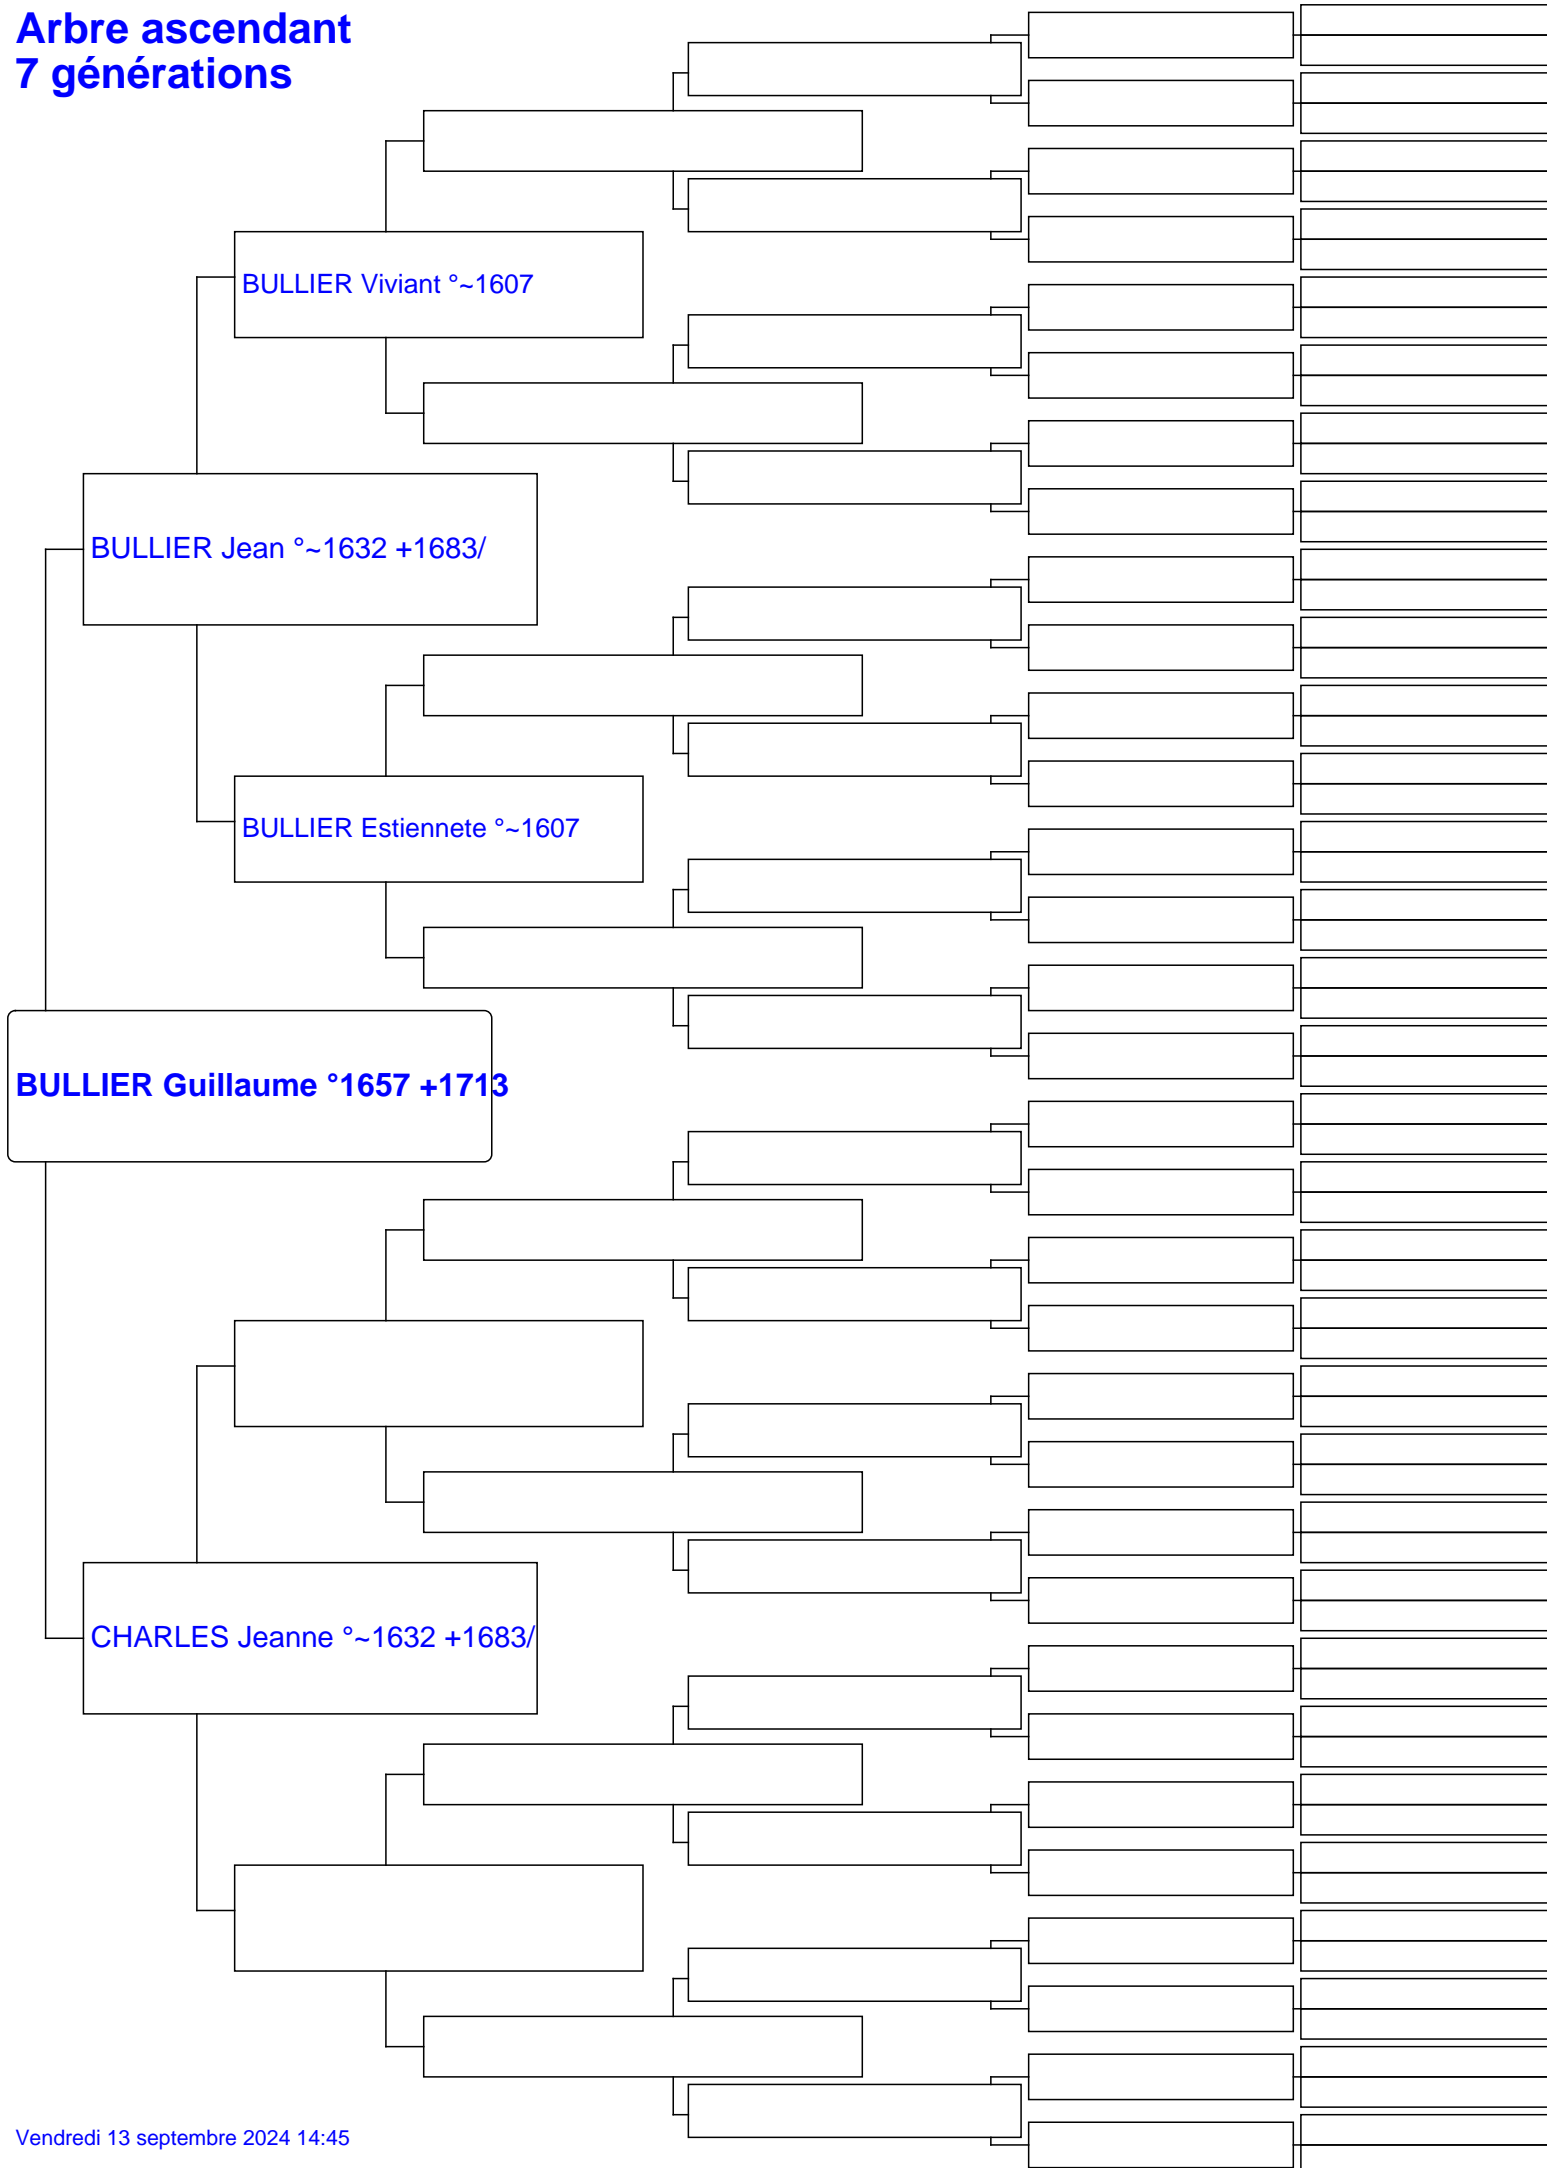 Arbre ascendant
7 générations
BULLIER Viviant °~1607
BULLIER Jean °~1632 +1683/
BULLIER Estiennete °~1607
BULLIER Guillaume °1657 +1713
CHARLES Jeanne °~1632 +1683/
Vendredi 13 septembre 2024 14:45